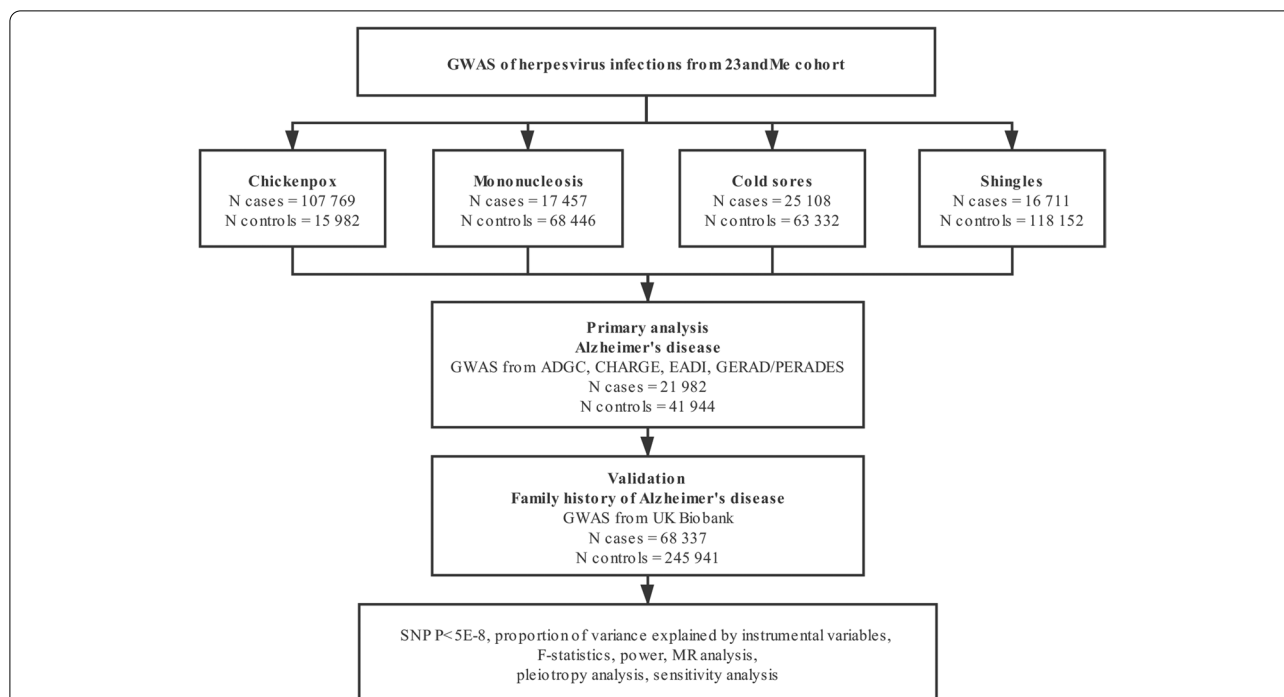 GWAS of herpesvirus infections from 23andMe cohort
Chickenpox
N cases = 107 769
N controls = 15 982
Mononucleosis
N cases = 17 457
N controls = 68 446
Cold sores
N cases = 25 108
N controls = 63 332
Shingles
N cases = 16 711
N controls = 118 152
Primary analysis
Alzheimer's disease
GWAS from ADGC, CHARGE, EADI, GERAD/PERADES
N cases = 21 982
N controls = 41 944
Validation
Family history of Alzheimer's disease
GWAS from UK Biobank
N cases = 68 337
N controls = 245 941
SNP P<5E-8, proportion of variance explained by instrumental variables,
F-statistics, power, MR analysis,
pleiotropy analysis, sensitivity analysis